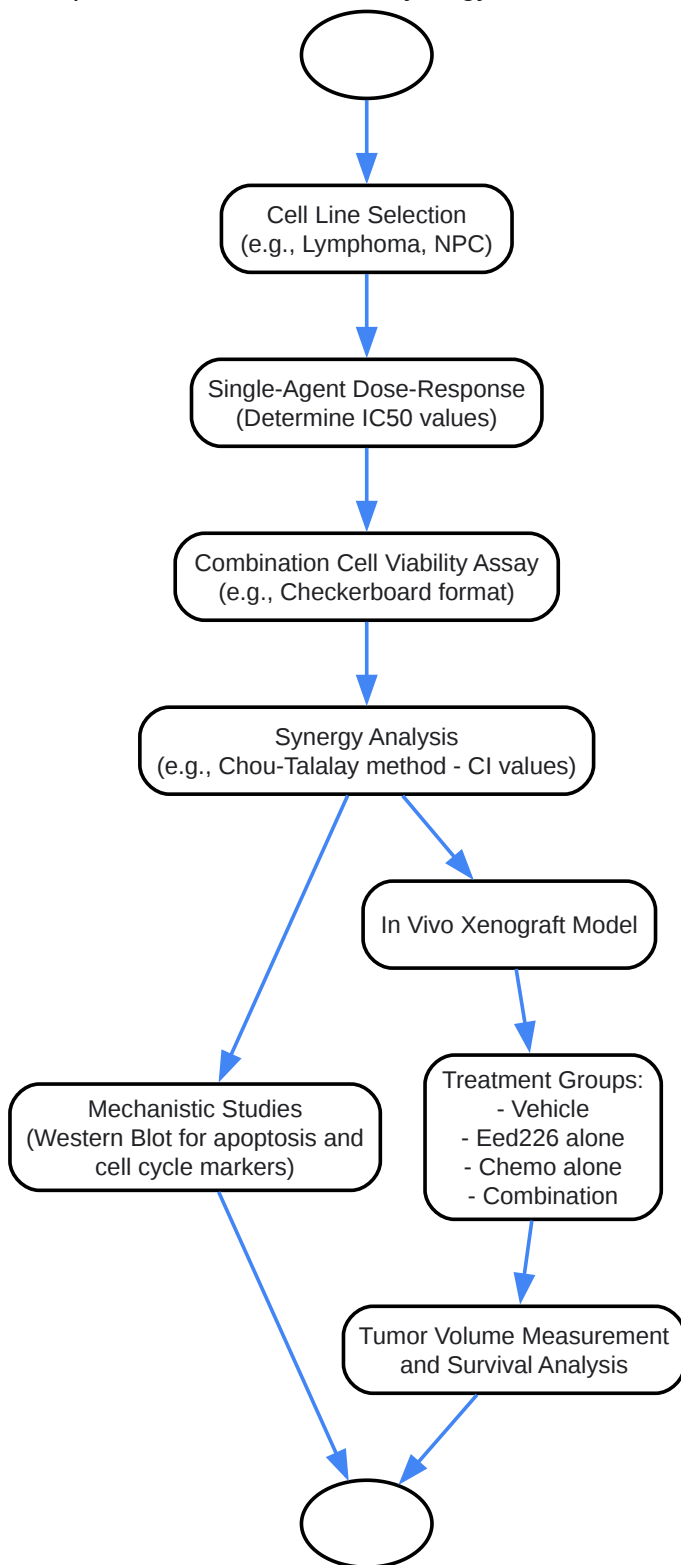 Cell Line Selection
(e.g., Lymphoma, NPC)
Single-Agent Dose-Response
(Determine IC50 values)
Combination Cell Viability Assay
(e.g., Checkerboard format)
Synergy Analysis
(e.g., Chou-Talalay method - CI values)
In Vivo Xenograft Model
Mechanistic Studies
(Western Blot for apoptosis and
cell cycle markers)
Treatment Groups:
- Vehicle
- Eed226 alone
- Chemo alone
- Combination
Tumor Volume Measurement
and Survival Analysis